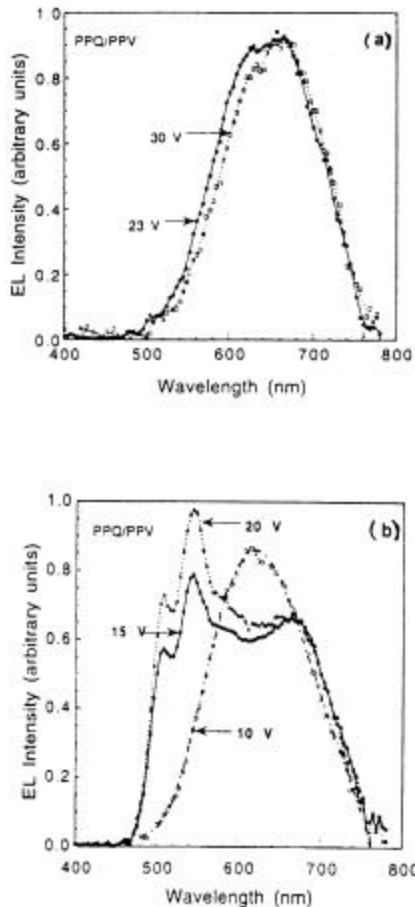 PPQ/PPV
(a)
1.0
0.8
0.6
0.4
0.2
0.0
30 V
23 V
EL Intensity (arbitrary units)
400 500 600 700 800
Wavelength (nm)
PPQ/PPV
(b)
1.0
0.8
0.6
0.4
0.2
0.0
20 V
15 V
10 V
EL Intensity (arbitrary units)
400 500 600 700 800
Wavelength (nm)